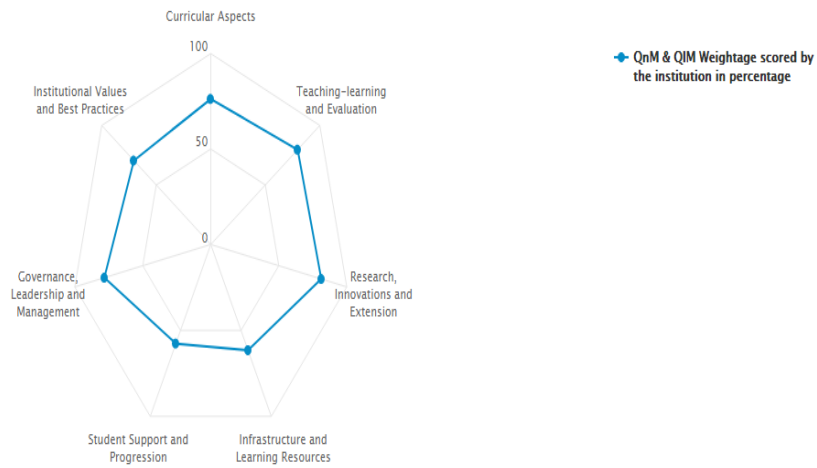 Curricular Aspects
100
QnM & QlM Weightage scored by
the institution in percentage
Institutional Values
and Best Practices
Teaching-learning
and Evaluation
50
0
Governance,
Leadership and
Management
Research,
Innovations and
Extension
Student Support and
Progression
Infrastructure and
Learning Resources